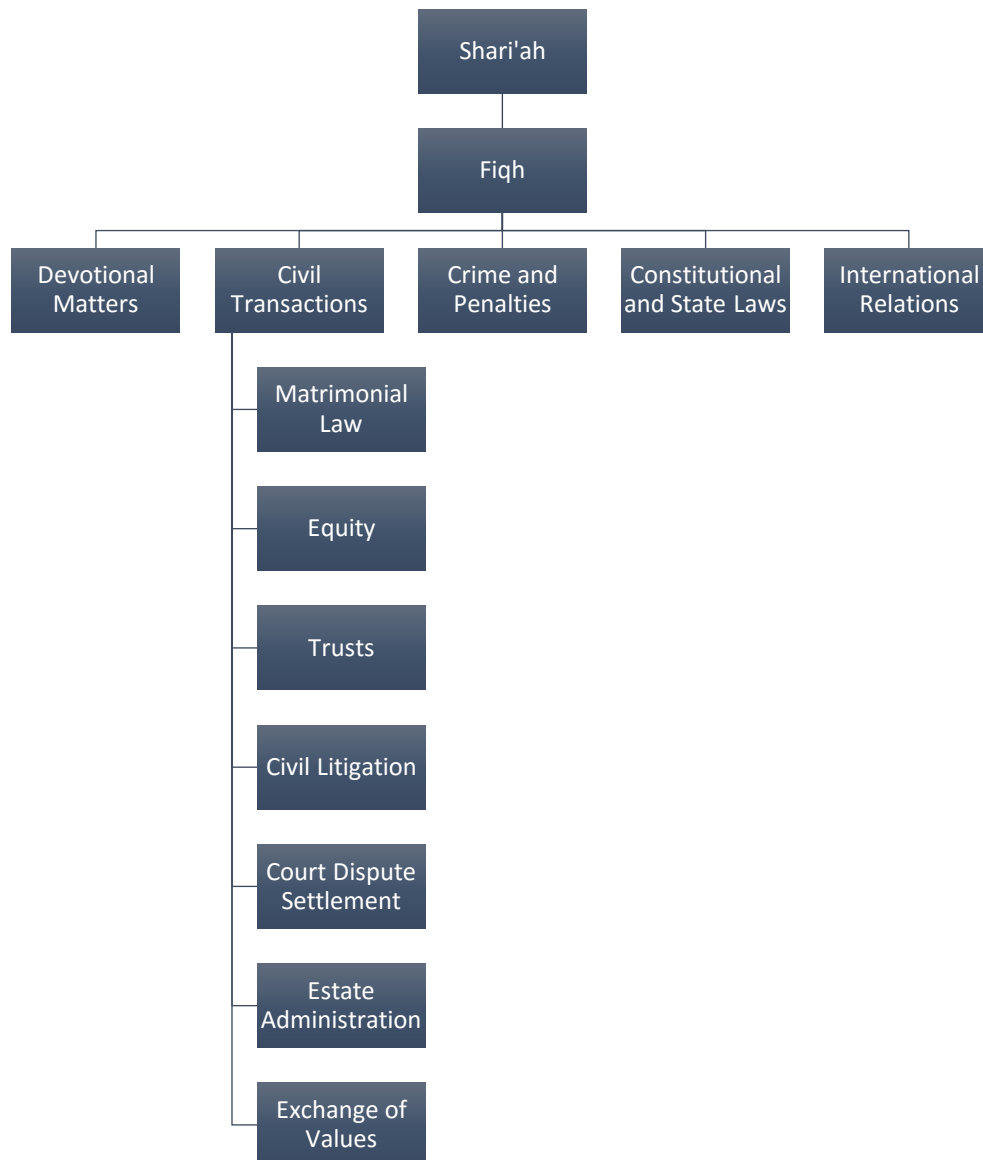 Shari'ah
Fiqh
Devotional
Matters
Civil
Transactions
Crime and
Penalties
Constitutional
and State Laws
International
Relations
Matrimonial
Law
Equity
Trusts
Civil Litigation
Court Dispute
Settlement
Estate
Administration
Exchange of
Values